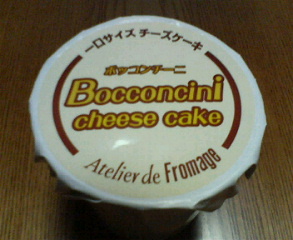 一口サイズ チーズケーキ
ボッコンチーニ
Bocconcini
cheese cake
Atelier de Fromage